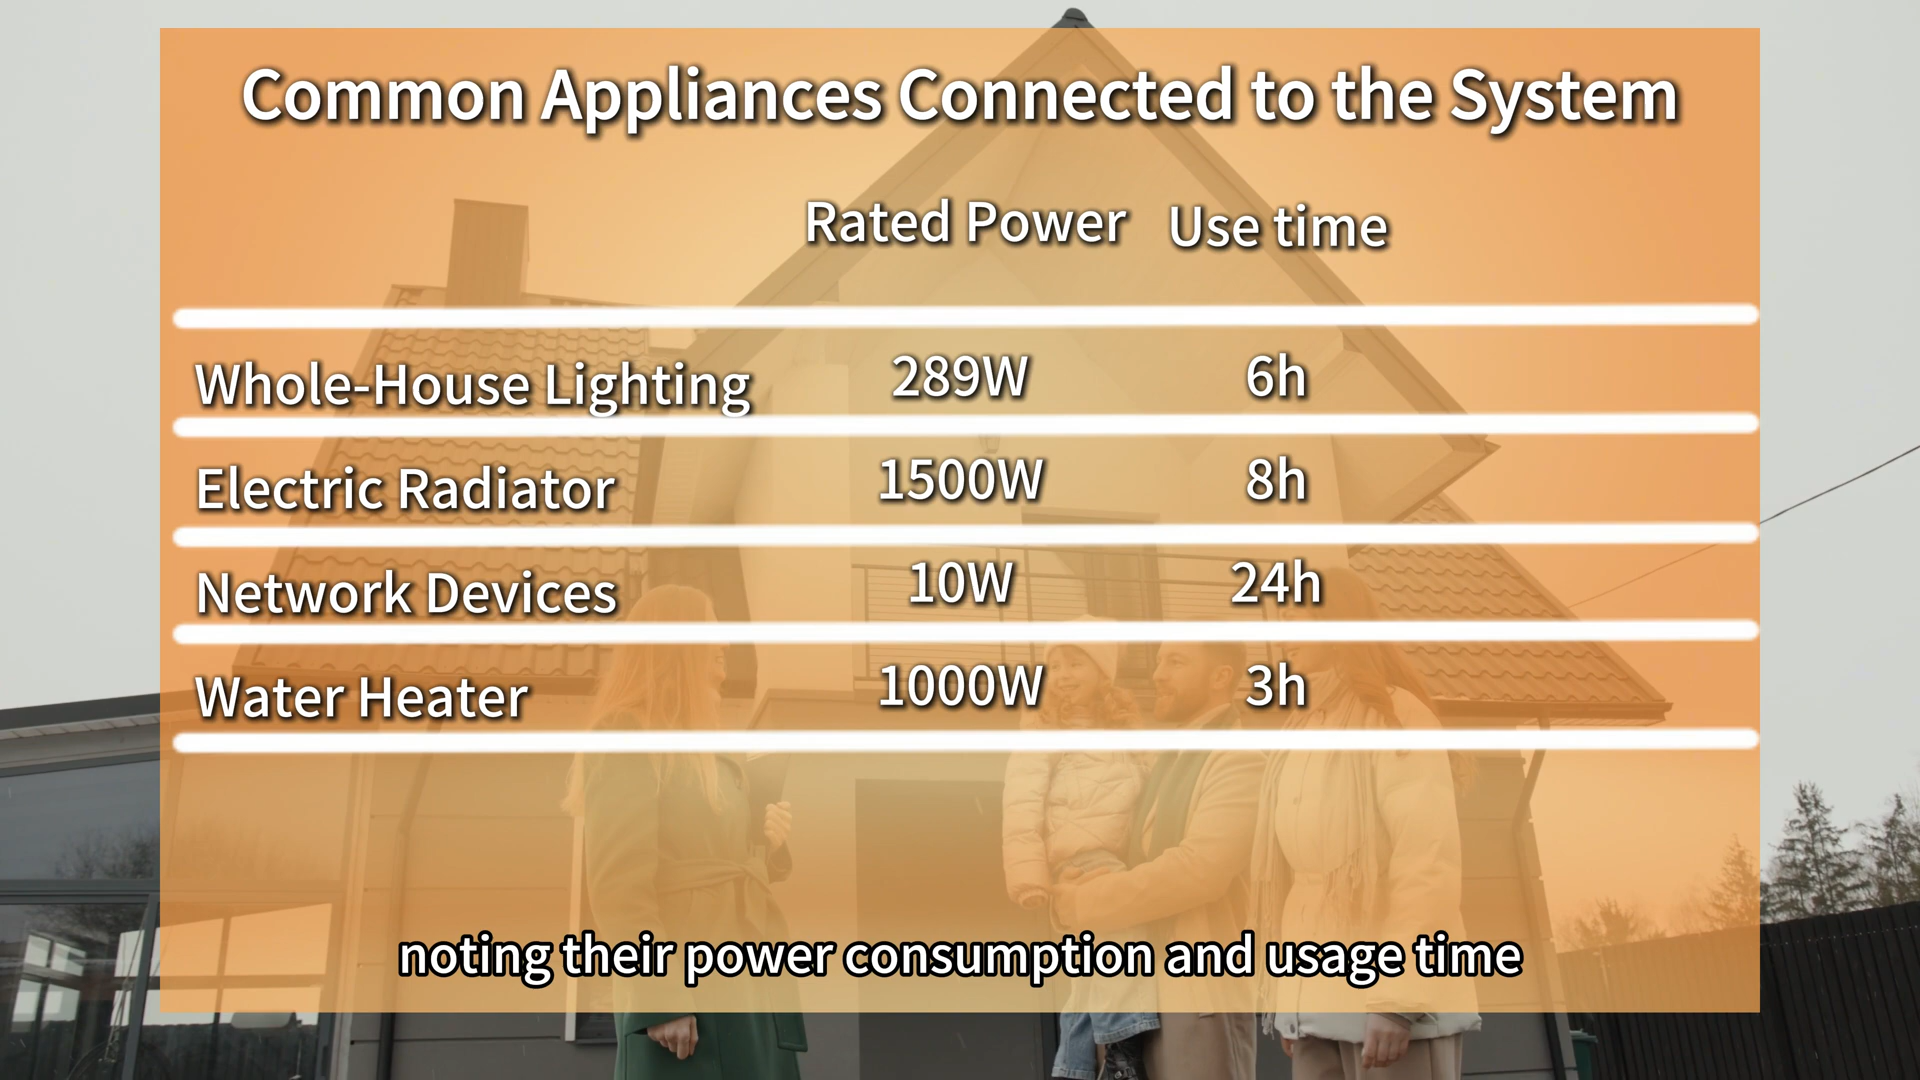 Common Appliances Connected to the System
Rated Power Use time
Whole-House Lighting 289W 6h
Electric Radiator 1500W 8h
Network Devices 10W 24h
Water Heater 1000W 3h
noting their power consumption and usage time